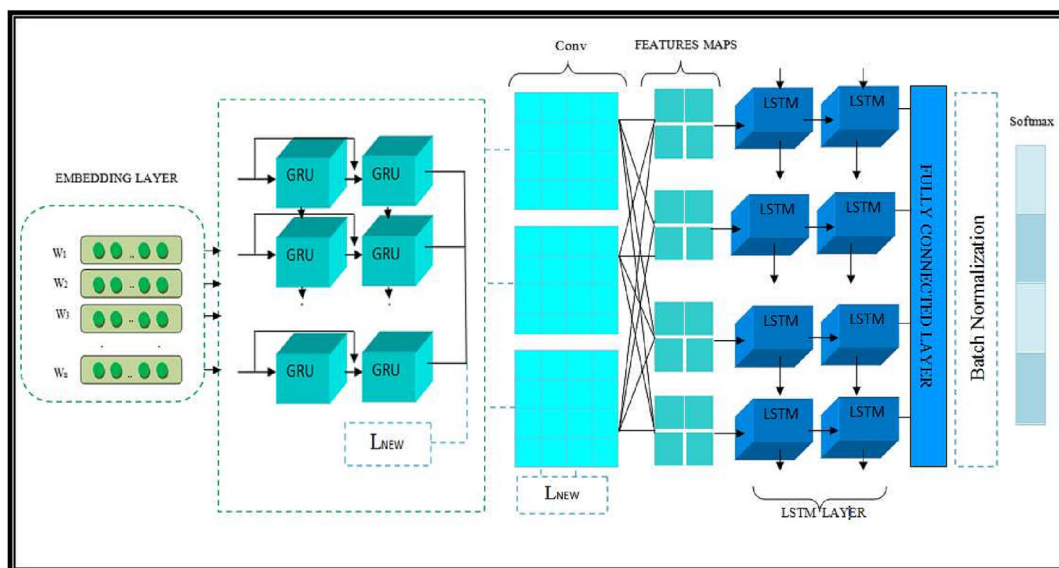 Conv
FEATURES MAPS
EMBEDDING LAYER
W1
W2
W3
Wn
GRU GRU
GRU GRU
GRU GRU
LNEW
LNEW
LSTM LSTM
LSTM LSTM
LSTM LSTM
LSTM LSTM
LSTM LAYER
FULLY CONNECTED LAYER
Batch Normalization
Softmax